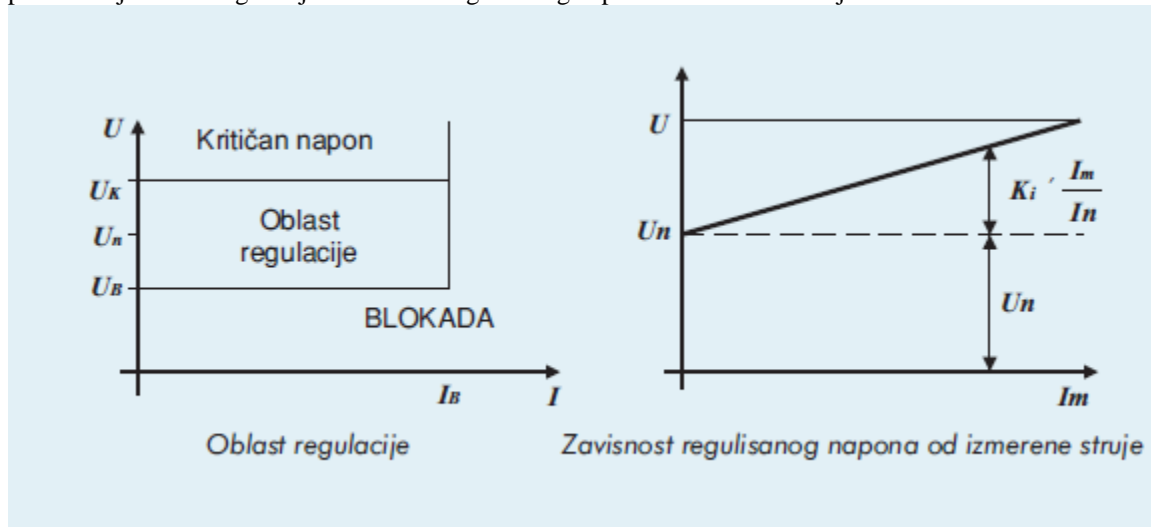 U
Kritičan napon
UK
Oblast
regulacije
Un
UB
BLOKADA
IB
I
Oblast regulacije
U
Ki ′ Im
In
Un
Un
Im
Zavisnost regulisanog napona od izmerene struje